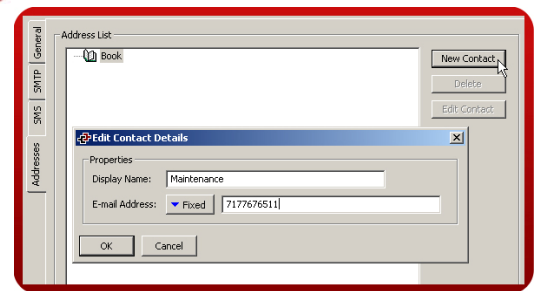 General
SMTP
SMS
Addresses
Address List
Book
New Contact
Delete
Edit Contact
Edit Contact Details
Properties
Display Name: Maintenance
E-mail Address: Fixed 7177676511
OK Cancel